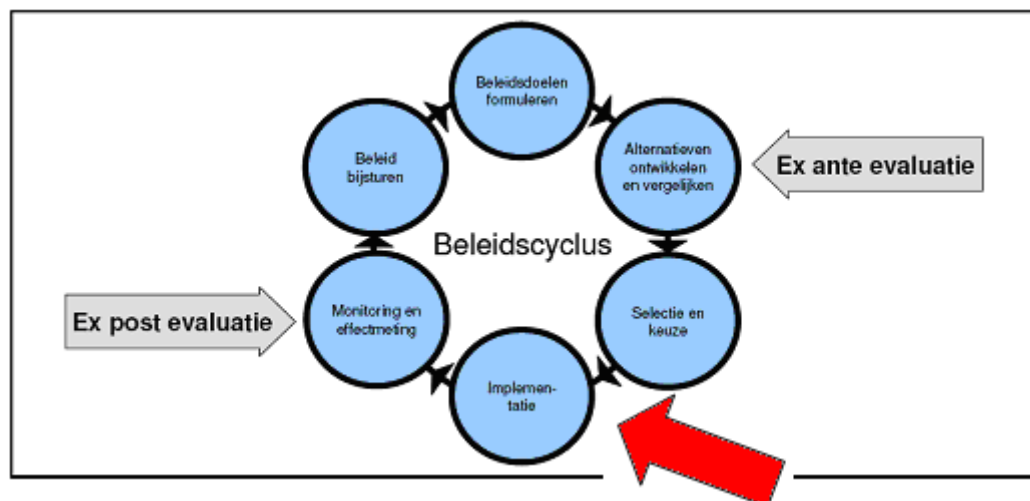 Beleidsdoelen
formuleren
Alternatieven
ontwikkelen
en vergelijken
Ex ante evaluatie
Beleid
bijsturen
Beleidscyclus
Selectie en
keuze
Monitoring en
effectmeting
Ex post evaluatie
Implemen-
tatie